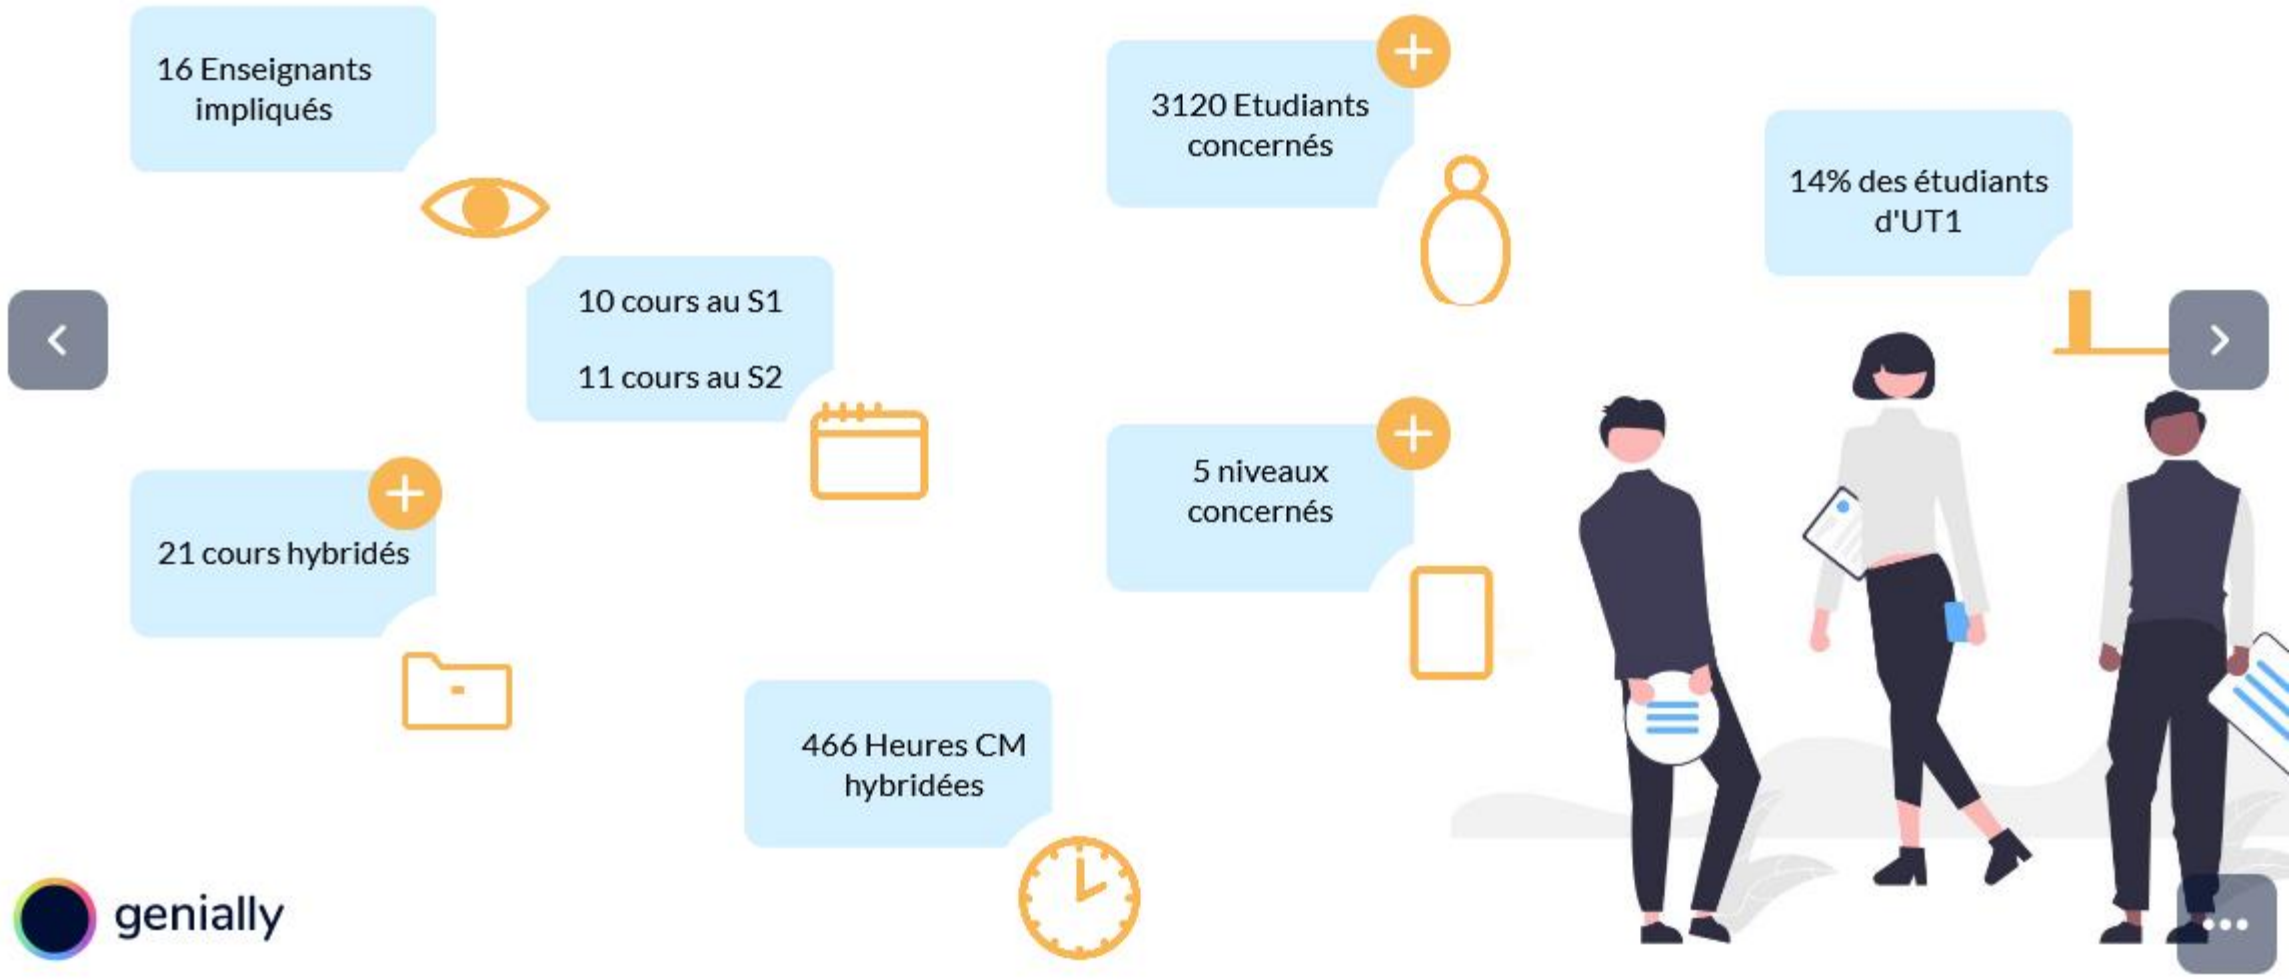 16 Enseignants
impliqués
3120 Etudiants
concernés
14% des étudiants
d'UT1
10 cours au S1
11 cours au S2
5 niveaux
concernés
21 cours hybridés
466 Heures CM
hybridées
genially